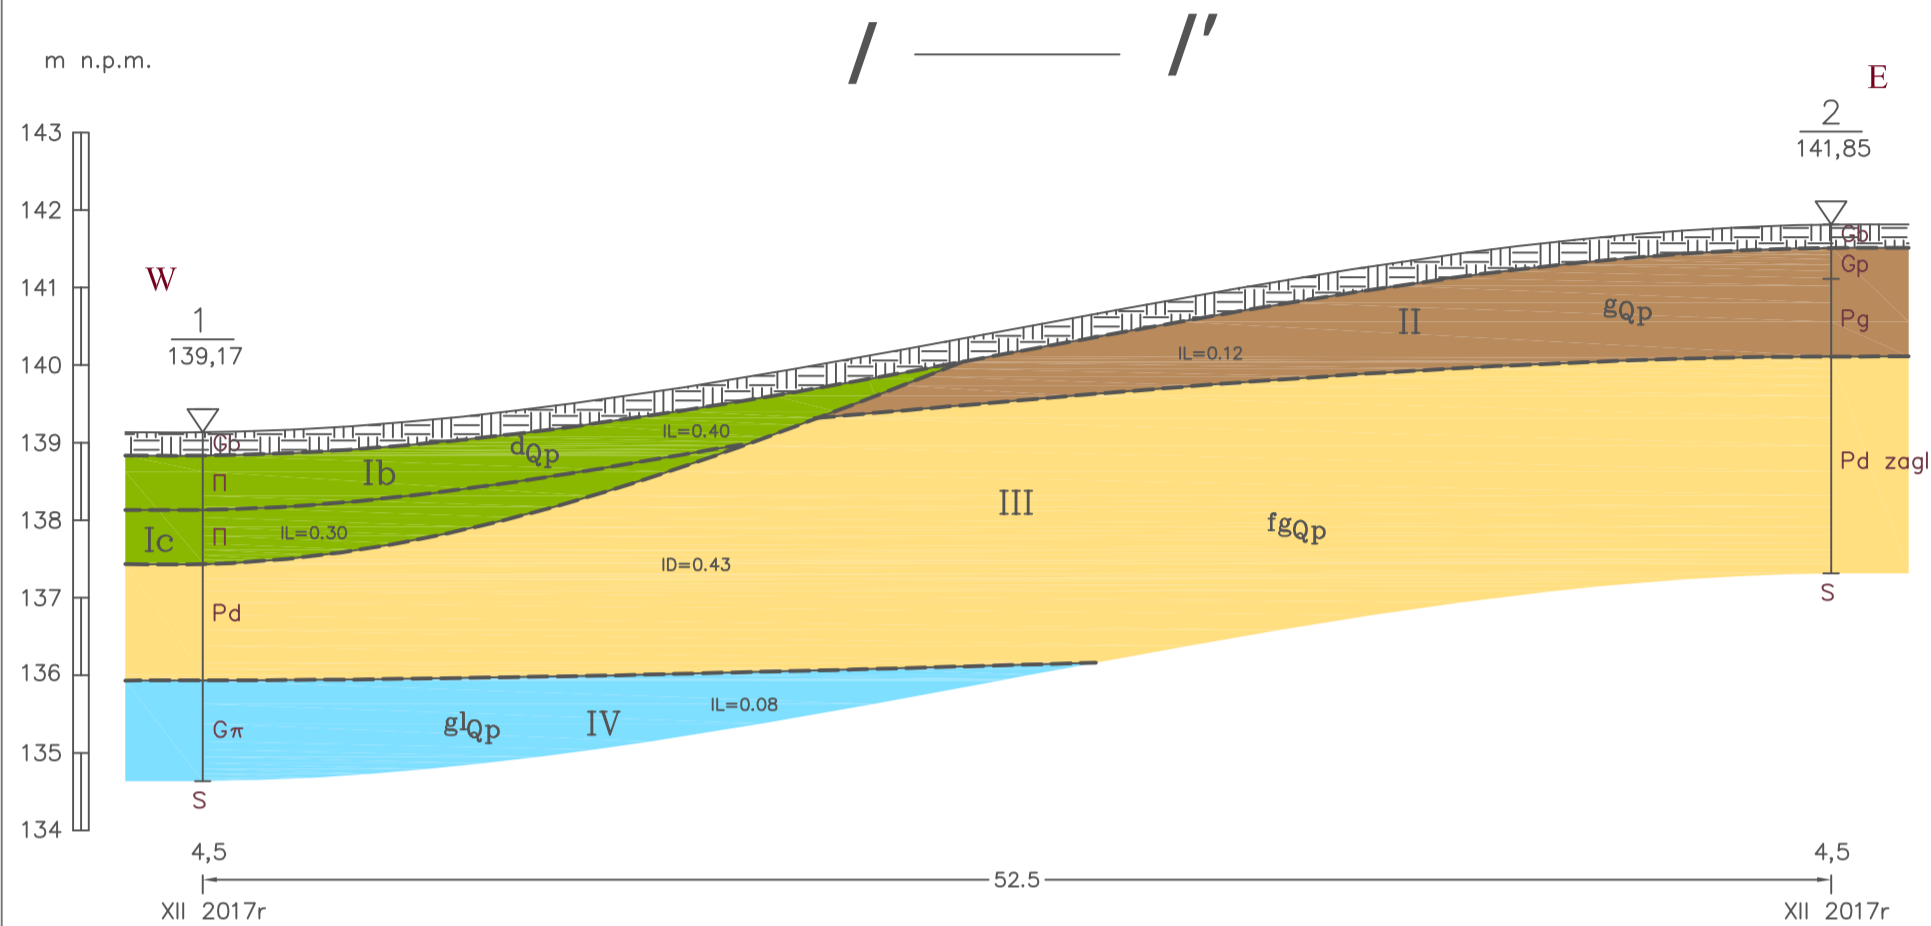 I I'
m n.p.m.
E
143
2
141,85
142
Gb
W
Gp
141
1
139,17
II
gQp
Pg
IL=0.12
140
139
Gb
IL=0.40
dQp
Ib
Π
Pd zagl
III
138
Ic
Π
IL=0.30
fgQp
ID=0.43
137
Pd
S
136
Gπ
glQp
IV
IL=0.08
135
S
134
4,5
4,5
52.5
XII 2017r
XII 2017r